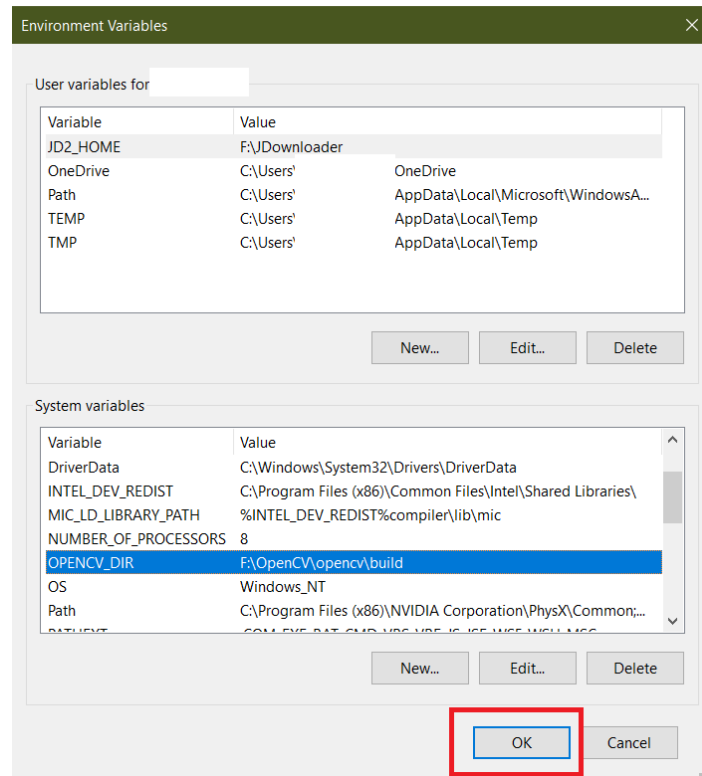 Environment Variables
User variables for
Variable Value
JD2_HOME F:\JDownloader
OneDrive C:\Users' OneDrive
Path C:\Users' AppData\Local\Microsoft\WindowsA...
TEMP C:\Users' AppData\Local\Temp
TMP C:\Users' AppData\Local\Temp
New... Edit... Delete
System variables
Variable Value
DriverData C:\Windows\System32\Drivers\DriverData
INTEL_DEV_REDIST C:\Program Files (x86)\Common Files\Intel\Shared Libraries\
MIC_LD_LIBRARY_PATH %INTEL_DEV_REDIST%compiler\lib\mic
NUMBER_OF_PROCESSORS 8
OPENCV_DIR F:\OpenCV\opencv\build
OS Windows_NT
Path C:\Program Files (x86)\NVIDIA Corporation\PhysX\Common;...
New... Edit... Delete
OK Cancel